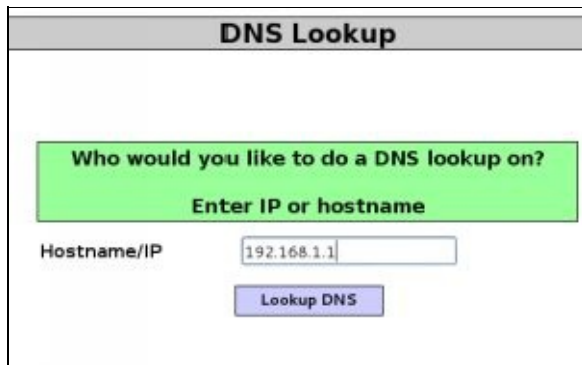 DNS Lookup
Who would you like to do a DNS lookup on?
Enter IP or hostname
Hostname/IP 192.168.1.1
Lookup DNS